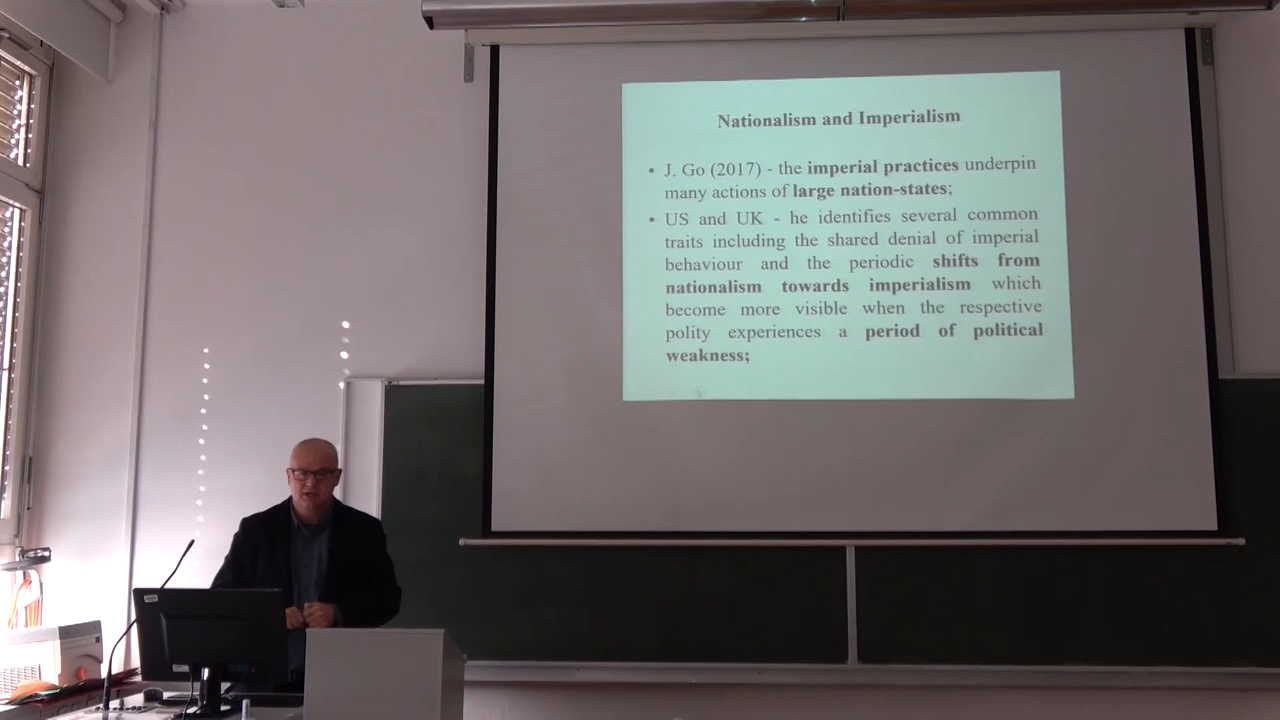 Nationalism and Imperialism
• J. Go (2017) - the imperial practices underpin
many actions of large nation-states;
• US and UK - he identifies several common
traits including the shared denial of imperial
behaviour and the periodic shifts from
nationalism towards imperialism which
become more visible when the respective
polity experiences a period of political
weakness;